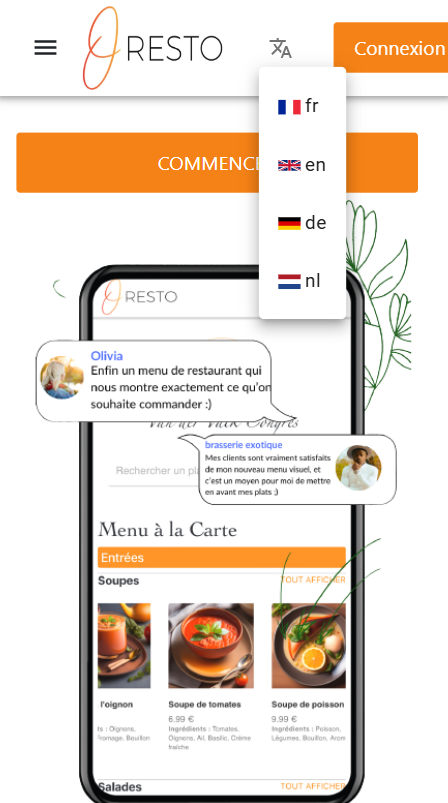 RESTO
Connexion
fr
en
de
nl
COMMENCE
RESTO
Olivia
Enfin un menu de restaurant qui
nous montre exactement ce qu'on
souhaite commander :)
Van der Valk Congres
brasserie exotique
Mes clients sont vraiment satisfaits
de mon nouveau menu visuel, et
c'est un moyen pour moi de mettre
en avant mes plats ;)
Rechercher un pla
Menu à la Carte
Entrées
Soupes
TOUT AFFICHER
l'oignon
ts : Oignons,
fromage, Bouillon
Soupe de tomates
6.99 €
Ingrédients : Tomates,
Oignons, Ail, Basilic, Crème
fraîche
Soupe de poisson
9.99 €
Ingrédients : Poisson,
Légumes, Bouillon, Arom
Salades
TOUT AFFICHER